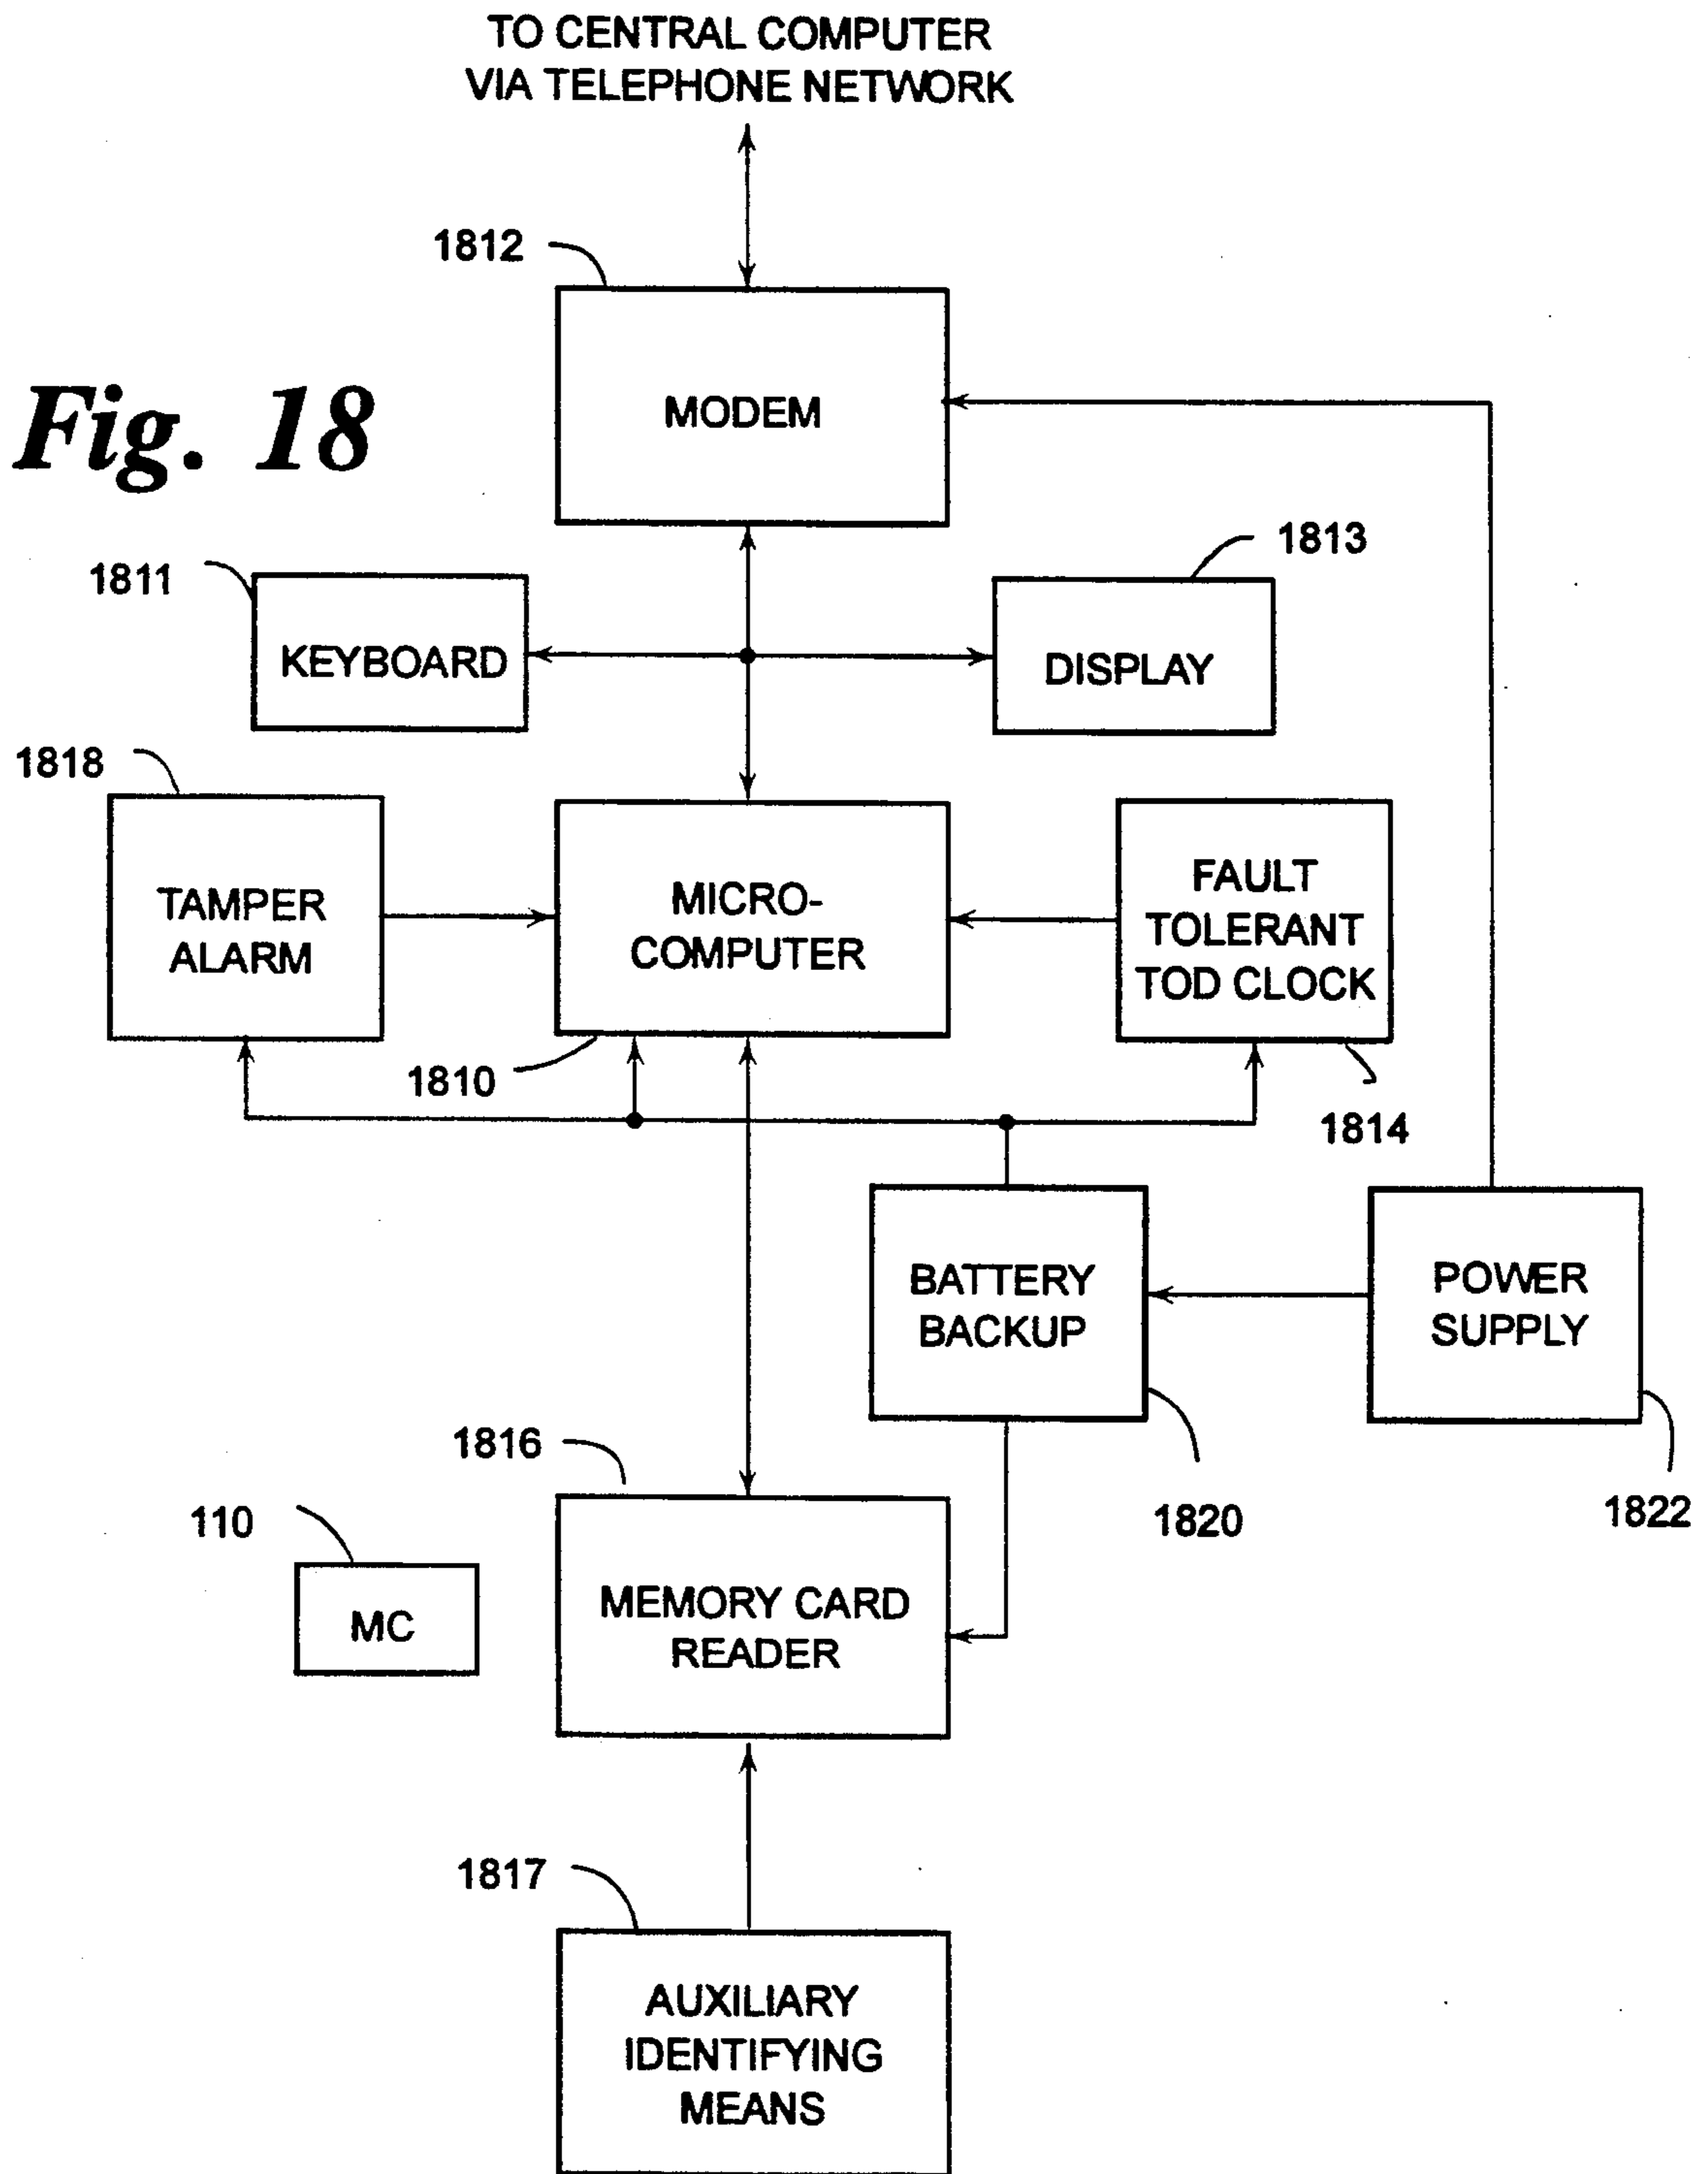 TO CENTRAL COMPUTER
VIA TELEPHONE NETWORK
1812
MODEM
Fig. 18
1811
KEYBOARD
1813
DISPLAY
1818
TAMPER
ALARM
MICRO-
COMPUTER
1810
FAULT
TOLERANT
TOD CLOCK
1814
BATTERY
BACKUP
1820
POWER
SUPPLY
1822
1816
110
MC
MEMORY CARD
READER
1817
AUXILIARY
IDENTIFYING
MEANS